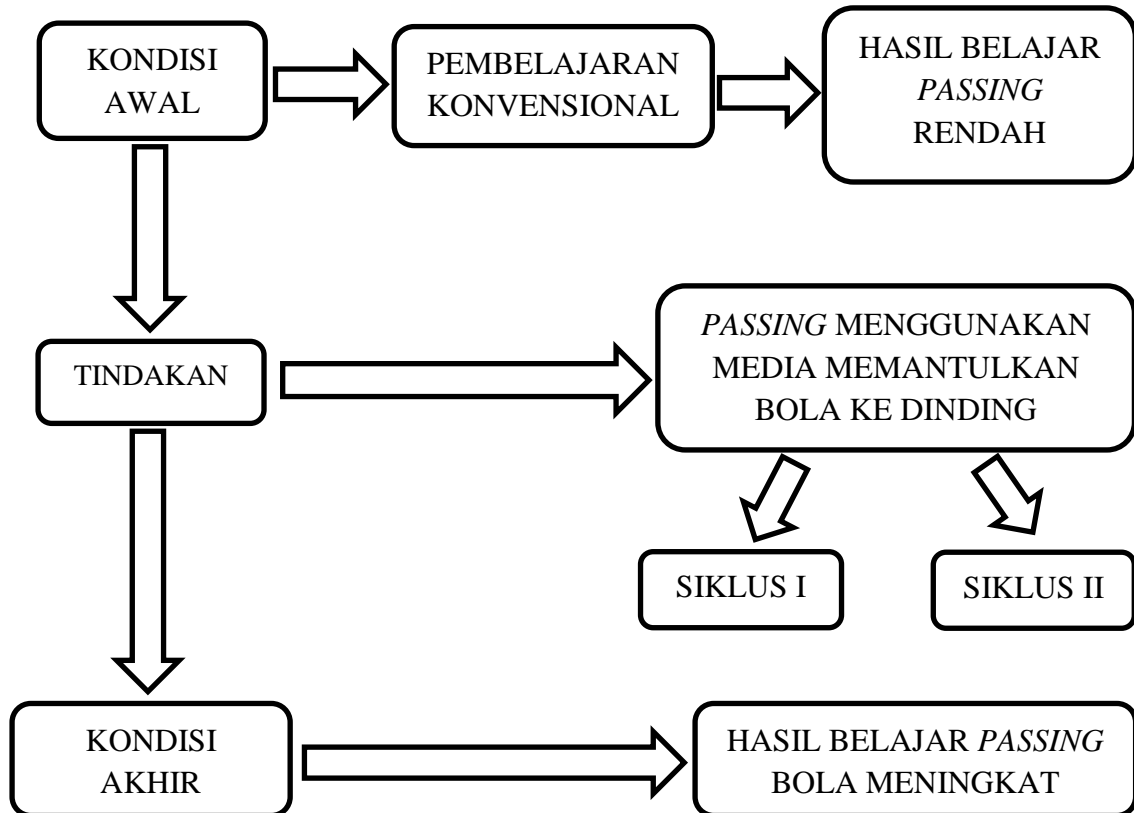 KONDISI
AWAL
PEMBELAJARAN
KONVENSIONAL
HASIL BELAJAR
PASSING
RENDAH
TINDAKAN
PASSING MENGGUNAKAN
MEDIA MEMANTULKAN
BOLA KE DINDING
SIKLUS I
SIKLUS II
KONDISI
AKHIR
HASIL BELAJAR PASSING
BOLA MENINGKAT